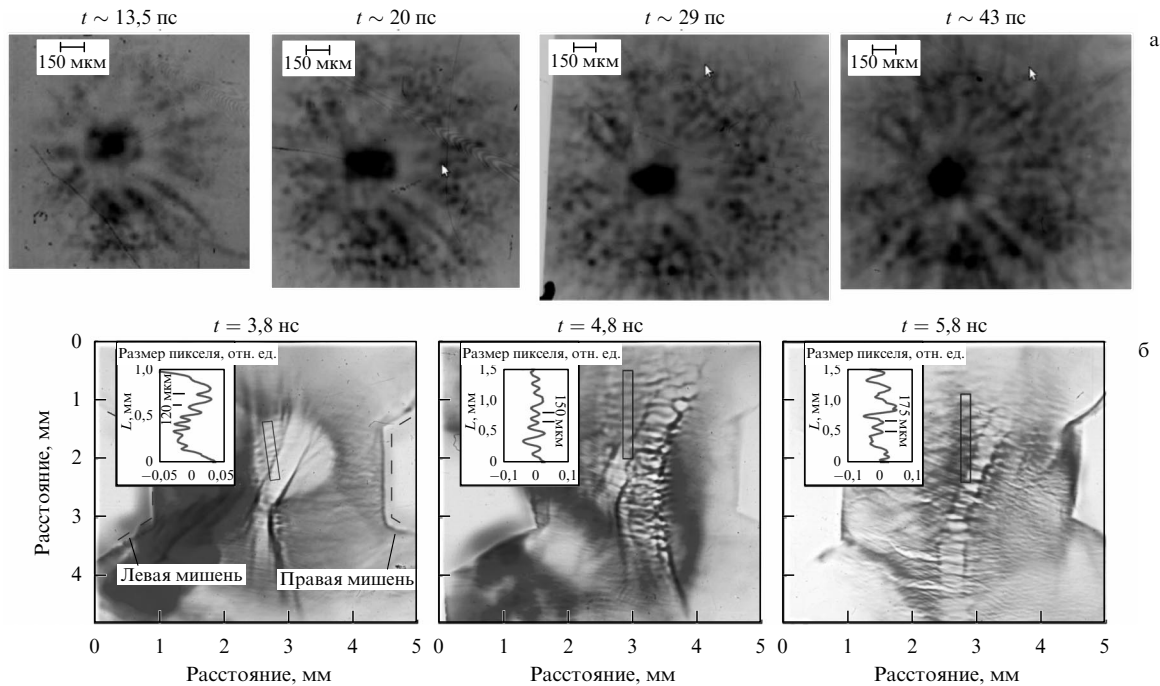 t ∼ 13,5 пс
t ∼ 20 пс
t ∼ 29 пс
t ∼ 43 пс
а
150 мкм
150 мкм
150 мкм
150 мкм
t = 3,8 нс
t = 4,8 нс
t = 5,8 нс
б
Расстояние, мм
0
1
2
3
4
Размер пикселя, отн. ед.
L, мм
1,0
0,5
0
120 мкм
−0,05
0
0,05
Левая мишень
Правая мишень
0
1
2
3
4
5
Расстояние, мм
Размер пикселя, отн. ед.
L, мм
1,5
1,0
0,5
0
150 мкм
−0,1
0
0,1
0
1
2
3
4
5
Расстояние, мм
Размер пикселя, отн. ед.
L, мм
1,5
1,0
0,5
0
175 мкм
−0,1
0
0,1
0
1
2
3
4
5
Расстояние, мм